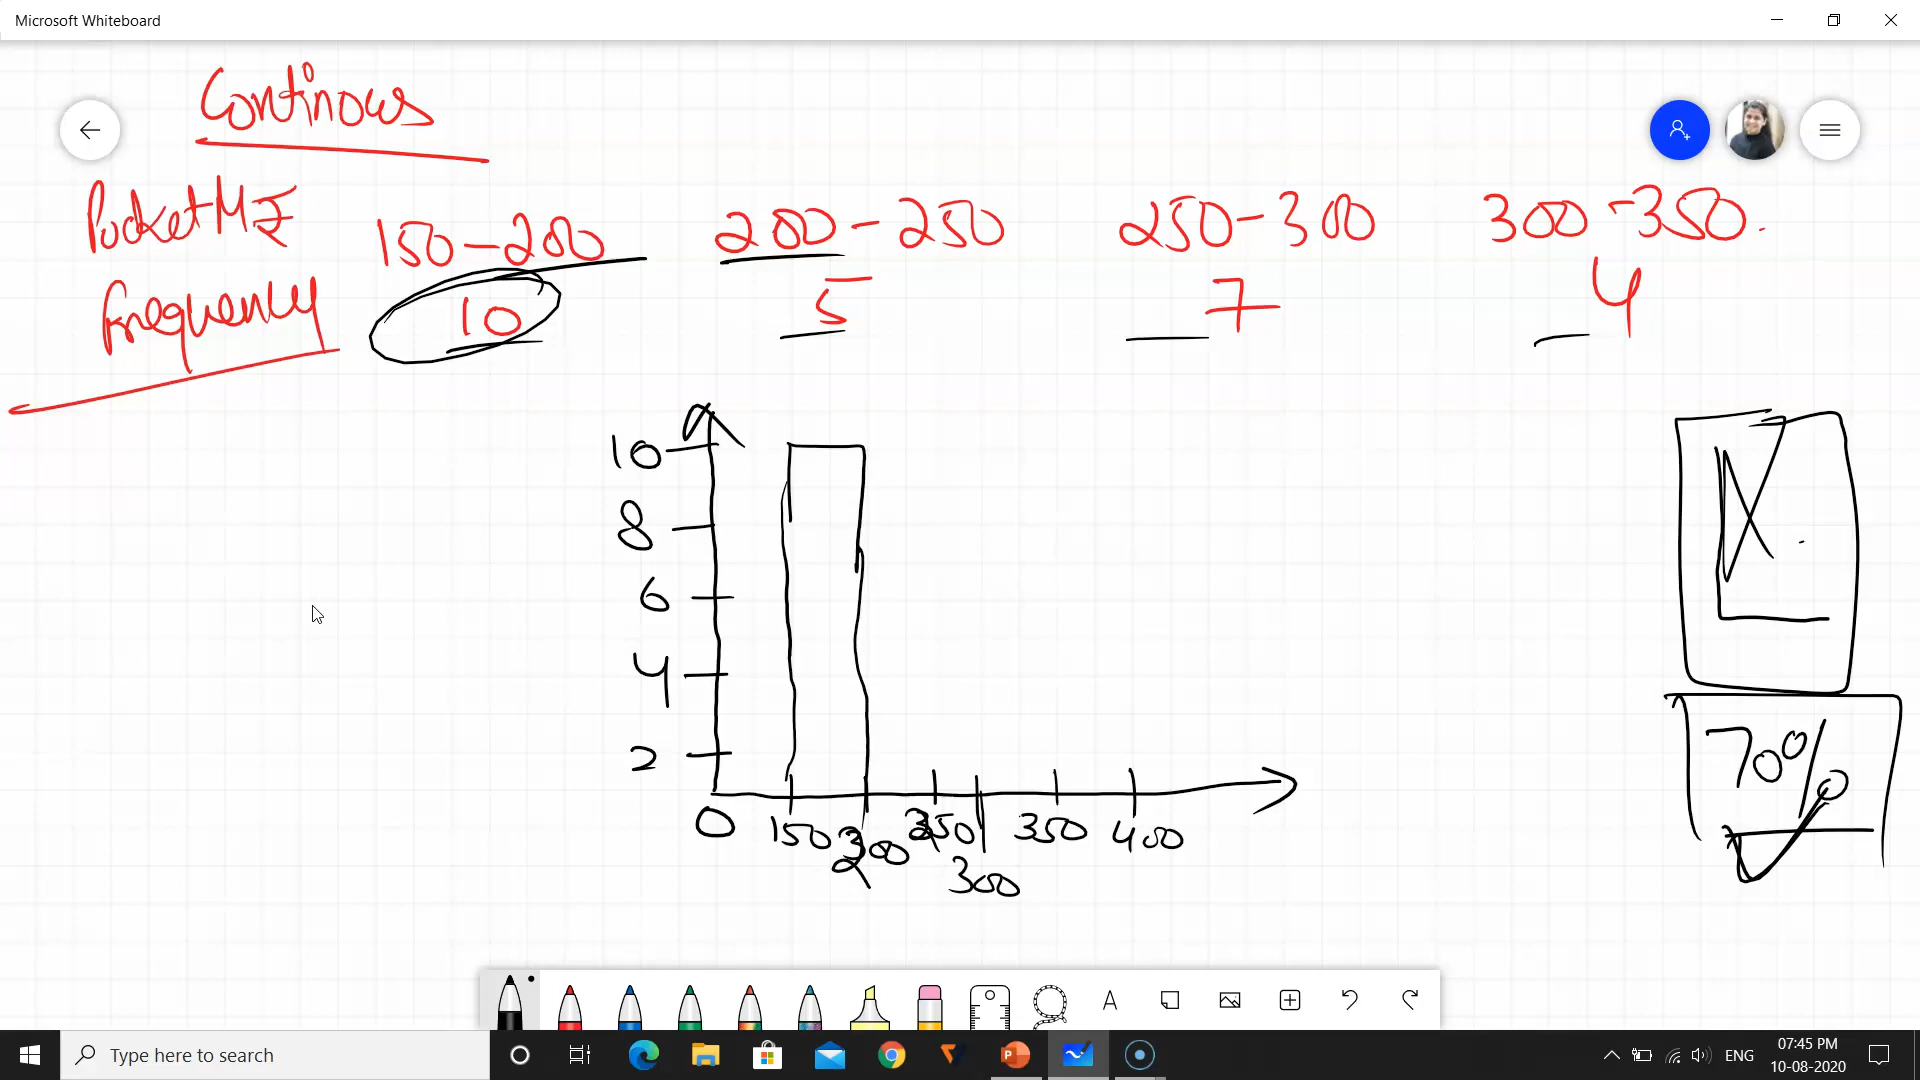 Microsoft Whiteboard
Continous
Pocket M ₹ 150-200 200-250 250-300 300-350.
Frequency 10 5 7 4
10
8
6
4
2
0 150 200 250 300 350 400
70%
Type here to search
ENG
07:45 PM
10-08-2020